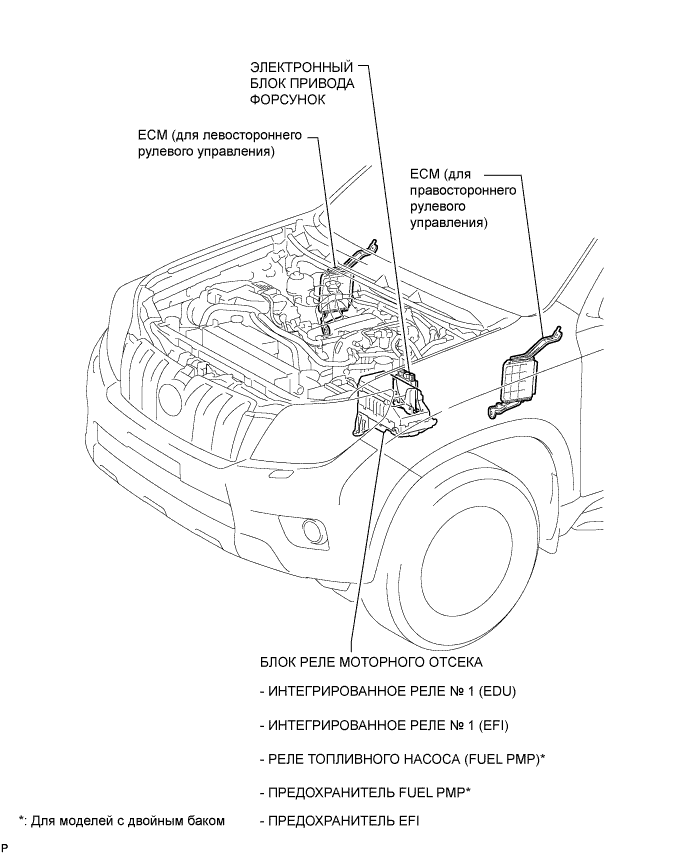 ЭЛЕКТРОННЫЙ
БЛОК ПРИВОДА
ФОРСУНОК
ECM (для левостороннего
рулевого управления)
ECM (для
правостороннего
рулевого
управления)
БЛОК РЕЛЕ МОТОРНОГО ОТСЕКА
- ИНТЕГРИРОВАННОЕ РЕЛЕ № 1 (EDU)
- ИНТЕГРИРОВАННОЕ РЕЛЕ № 1 (EFI)
- РЕЛЕ ТОПЛИВНОГО НАСОСА (FUEL PMP)*
- ПРЕДОХРАНИТЕЛЬ FUEL PMP*
*: Для моделей с двойным баком
- ПРЕДОХРАНИТЕЛЬ EFI
P